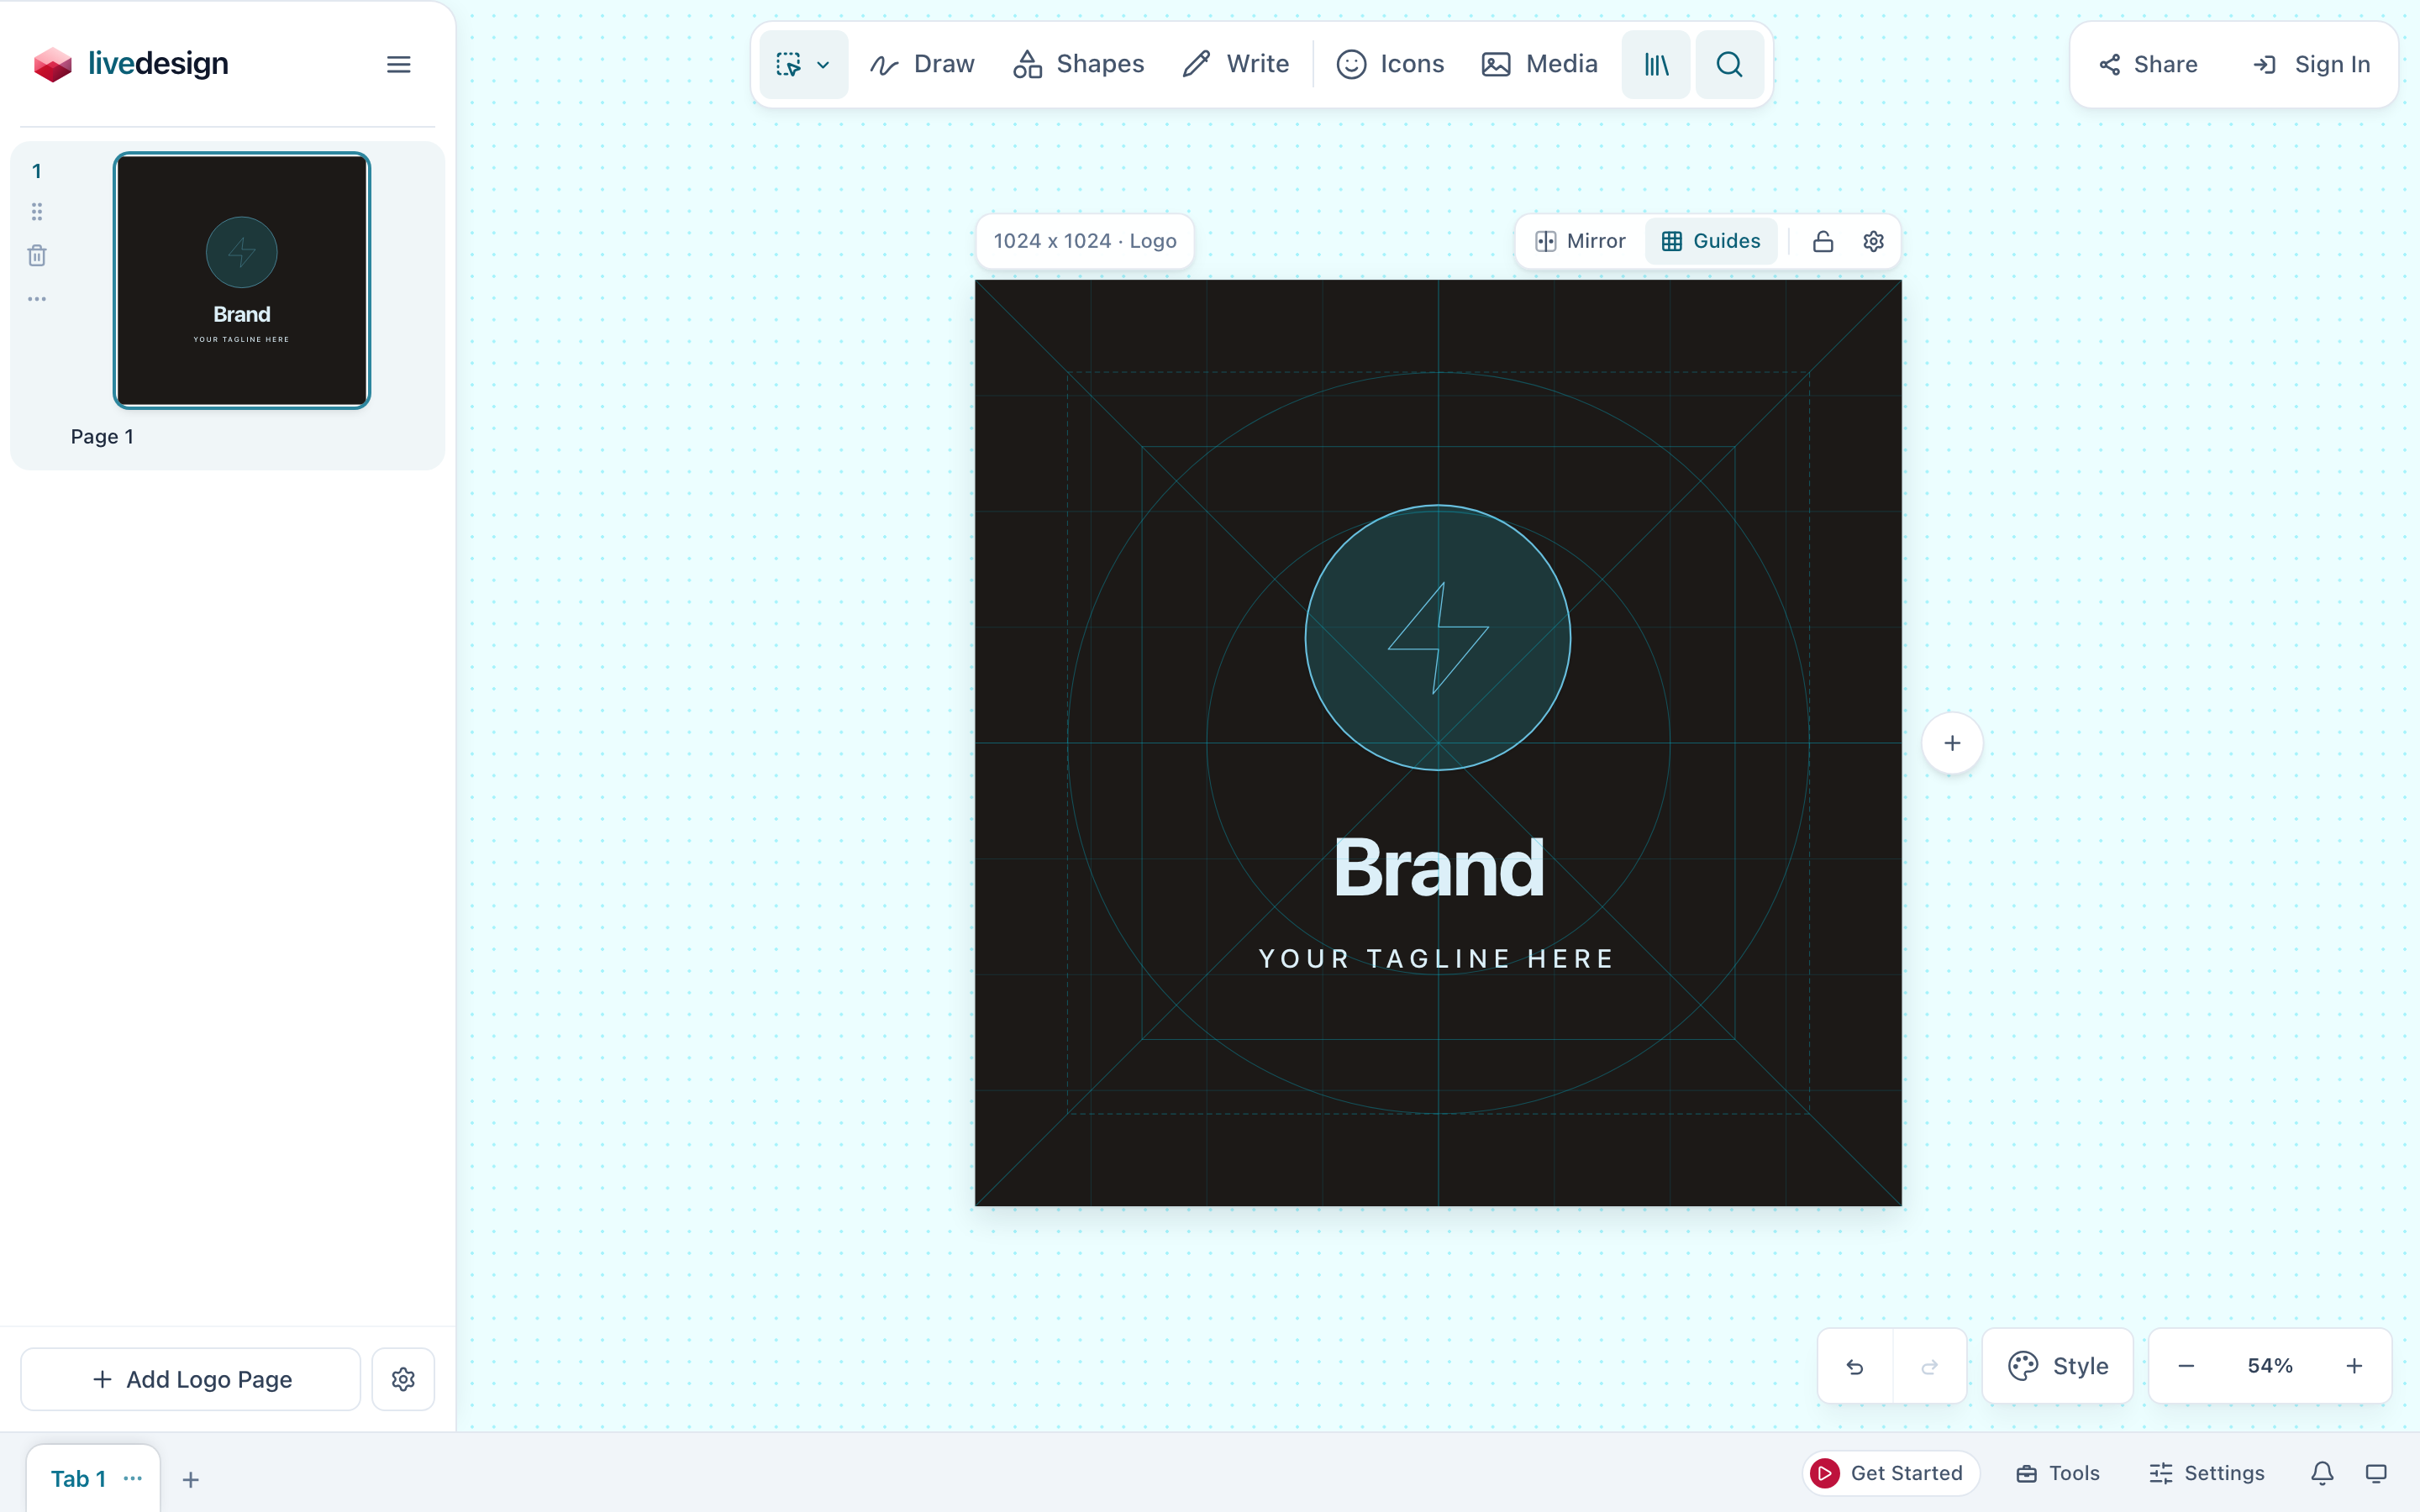 livedesign
Draw
Shapes
Write
Icons
Media
Share
Sign In
1
Brand
YOUR TAGLINE HERE
Page 1
1024 x 1024 · Logo
Mirror
Guides
Brand
YOUR TAGLINE HERE
Add Logo Page
Style
54%
Tab 1
Get Started
Tools
Settings